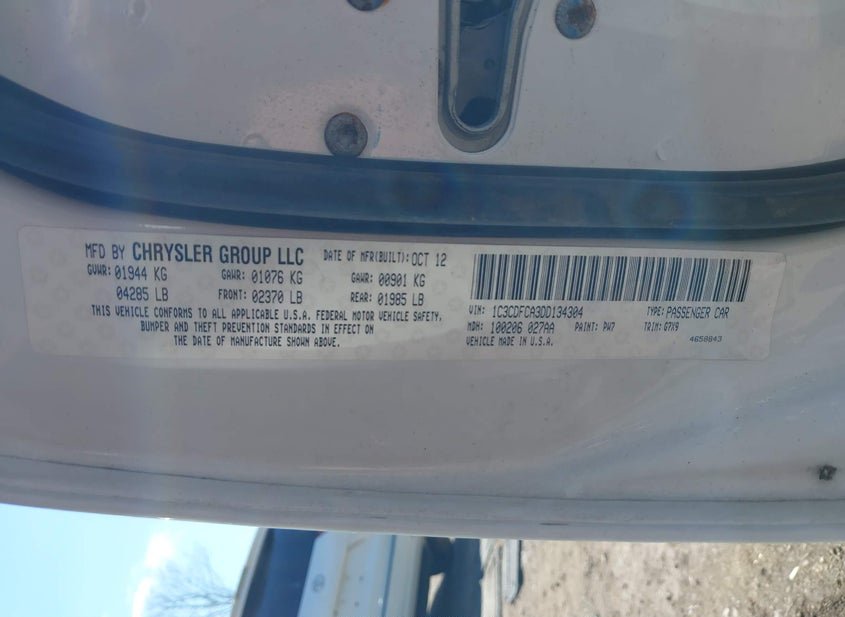 MFD BY CHRYSLER GROUP LLC DATE OF MFR(BUILT): OCT 12
GVWR: 01944 KG GAWR: 01076 KG GAWR: 00901 KG
04285 LB FRONT: 02370 LB REAR: 01985 LB
THIS VEHICLE CONFORMS TO ALL APPLICABLE U.S.A. FEDERAL MOTOR VEHICLE SAFETY,
BUMPER AND THEFT PREVENTION STANDARDS IN EFFECT ON
THE DATE OF MANUFACTURE SHOWN ABOVE.
VIN: 1C3CDFCA3DD134304 TYPE: PASSENGER CAR
MDH: 100206 027AA PAINT: PW7 TRIM: G7X9
VEHICLE MADE IN U.S.A. 4658843